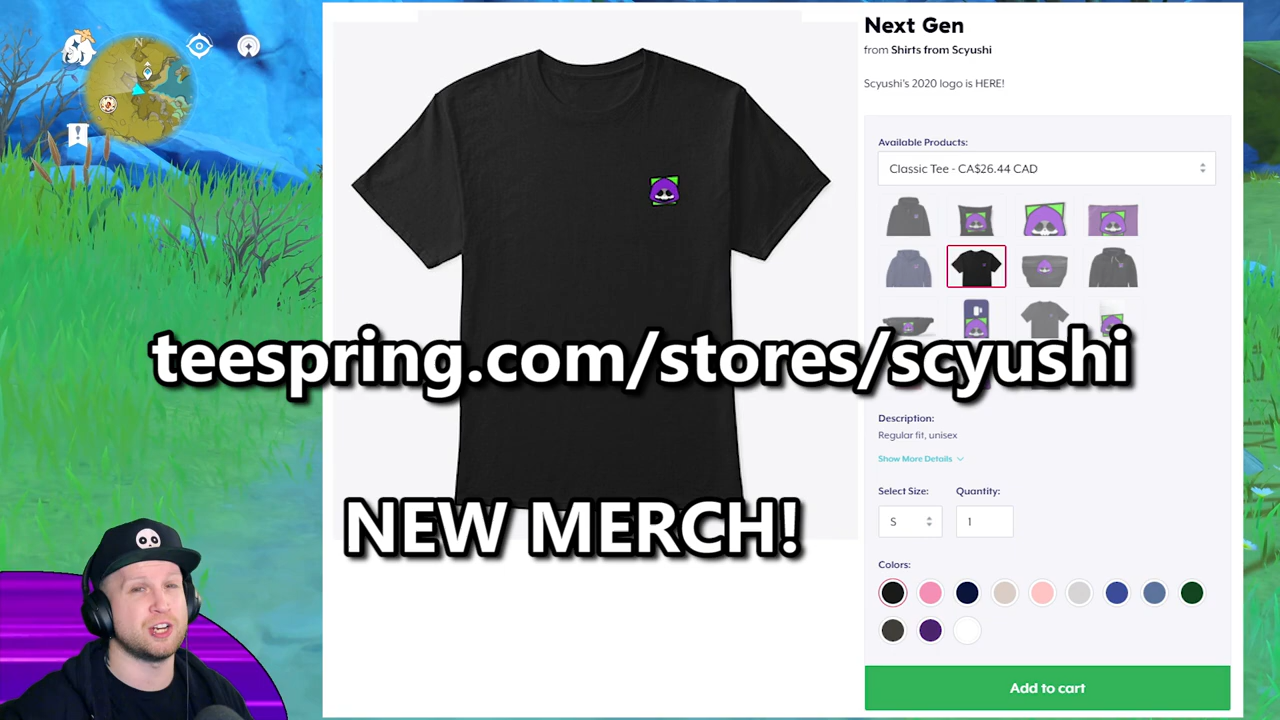 N
Next Gen
from Shirts from Scyushi
Scyushi's 2020 logo is HERE!
Available Products:
Classic Tee - CA$26.44 CAD
teespring.com/stores/scyushi
Description:
Regular fit, unisex
Show More Details
Select Size:
Quantity:
S
1
NEW MERCH!
Colors:
Add to cart